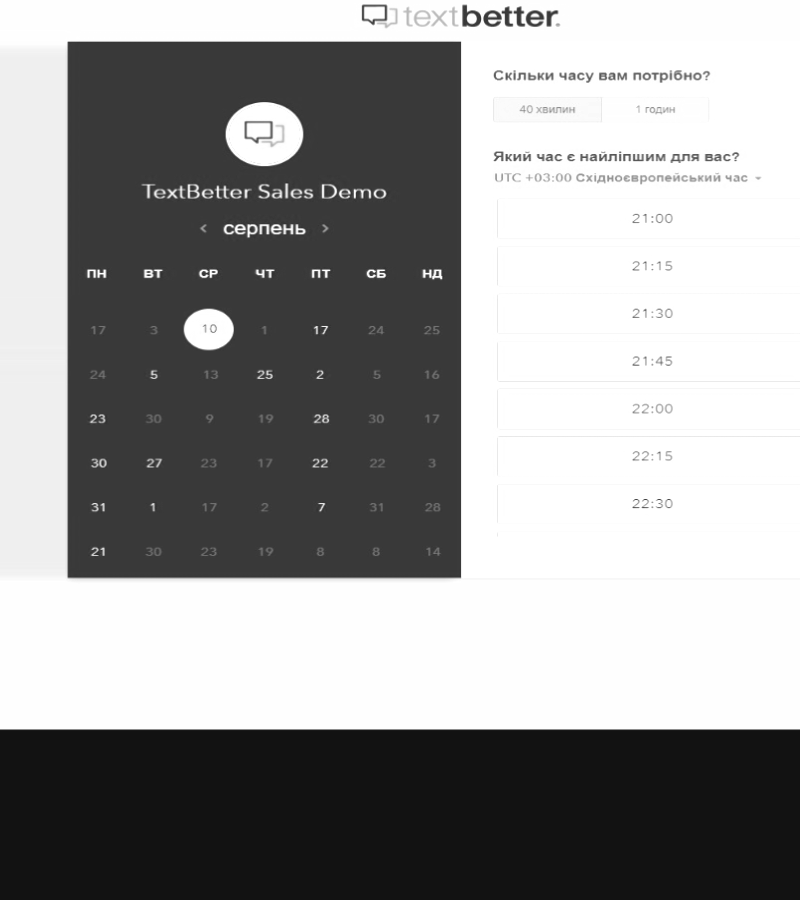 textbetter.
TextBetter Sales Demo
< серпень >
ПН ВТ СР ЧТ ПТ СБ НД
17 3 10 1 17 24 25
24 5 13 25 2 5 16
23 30 9 19 28 30 17
30 27 23 17 22 22 3
31 1 17 2 7 31 28
21 30 23 19 8 8 14
Скільки часу вам потрібно?
40 хвилин 1 годин
Який час є найліпшим для вас?
UTC +03:00 Східноєвропейський час
21:00
21:15
21:30
21:45
22:00
22:15
22:30